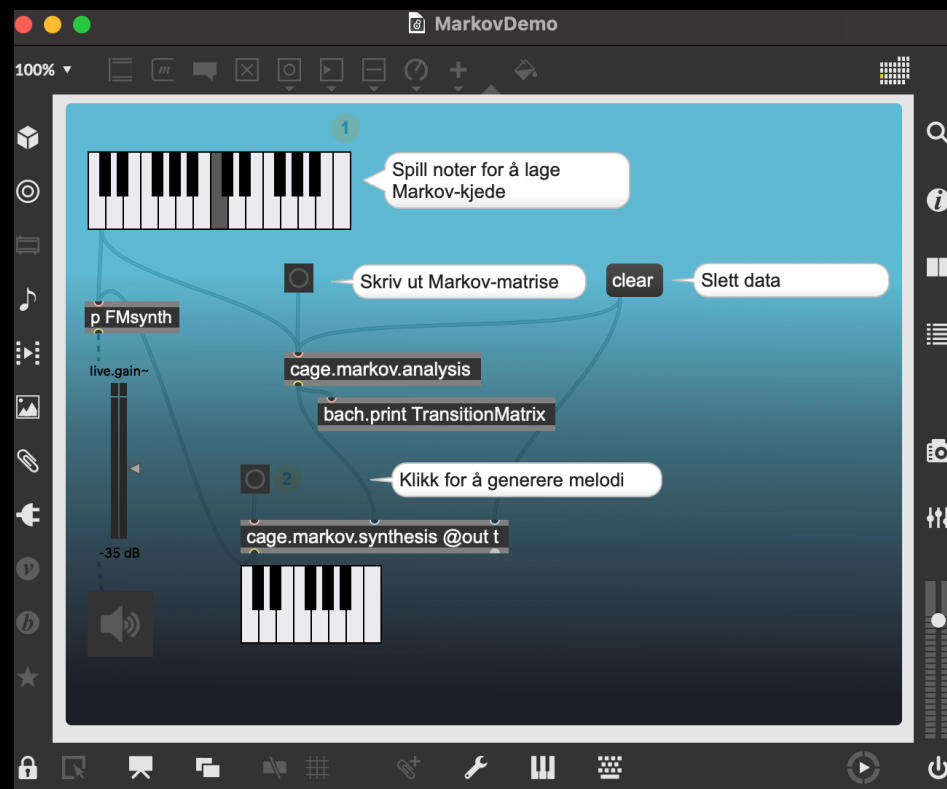 MarkovDemo
100%
1
Spill noter for å lage
Markov-kjede
Skriv ut Markov-matrise
clear
Slett data
p FMsynth
live.gain~
cage.markov.analysis
bach.print TransitionMatrix
2
Klikk for å generere melodi
cage.markov.synthesis @out t
-35 dB